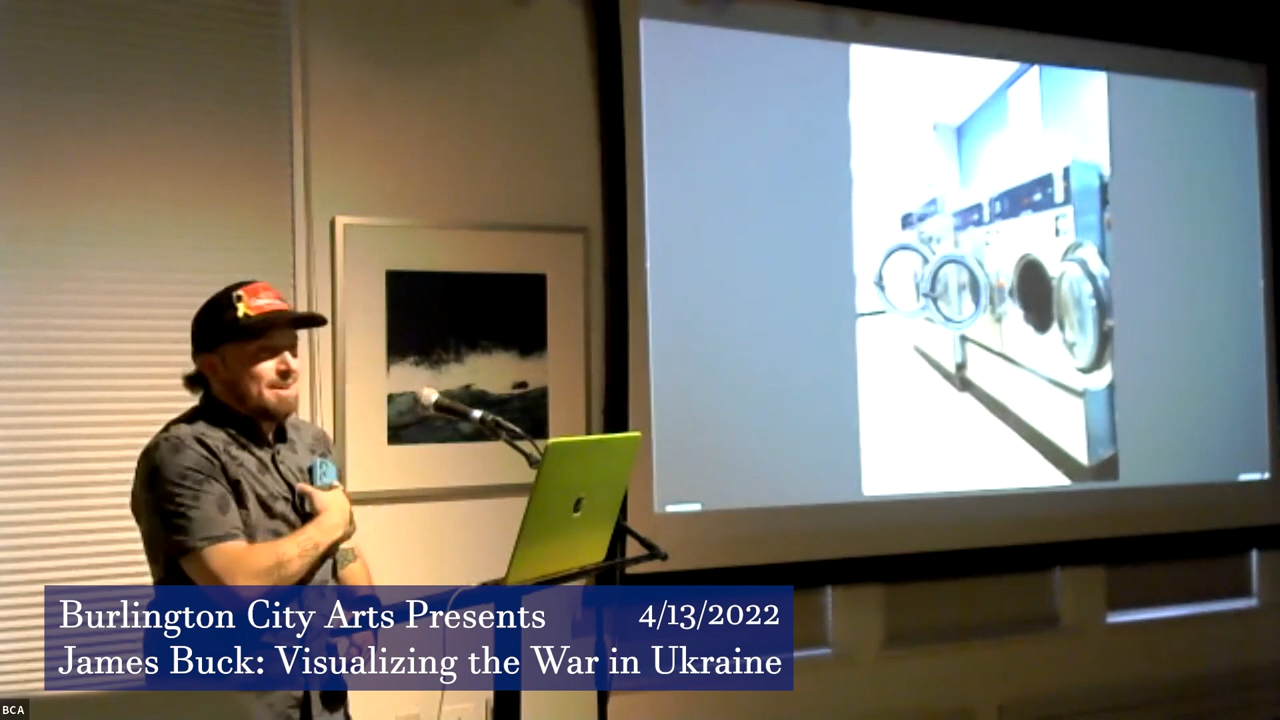 Burlington City Arts Presents 4/13/2022
James Buck: Visualizing the War in Ukraine
BCA